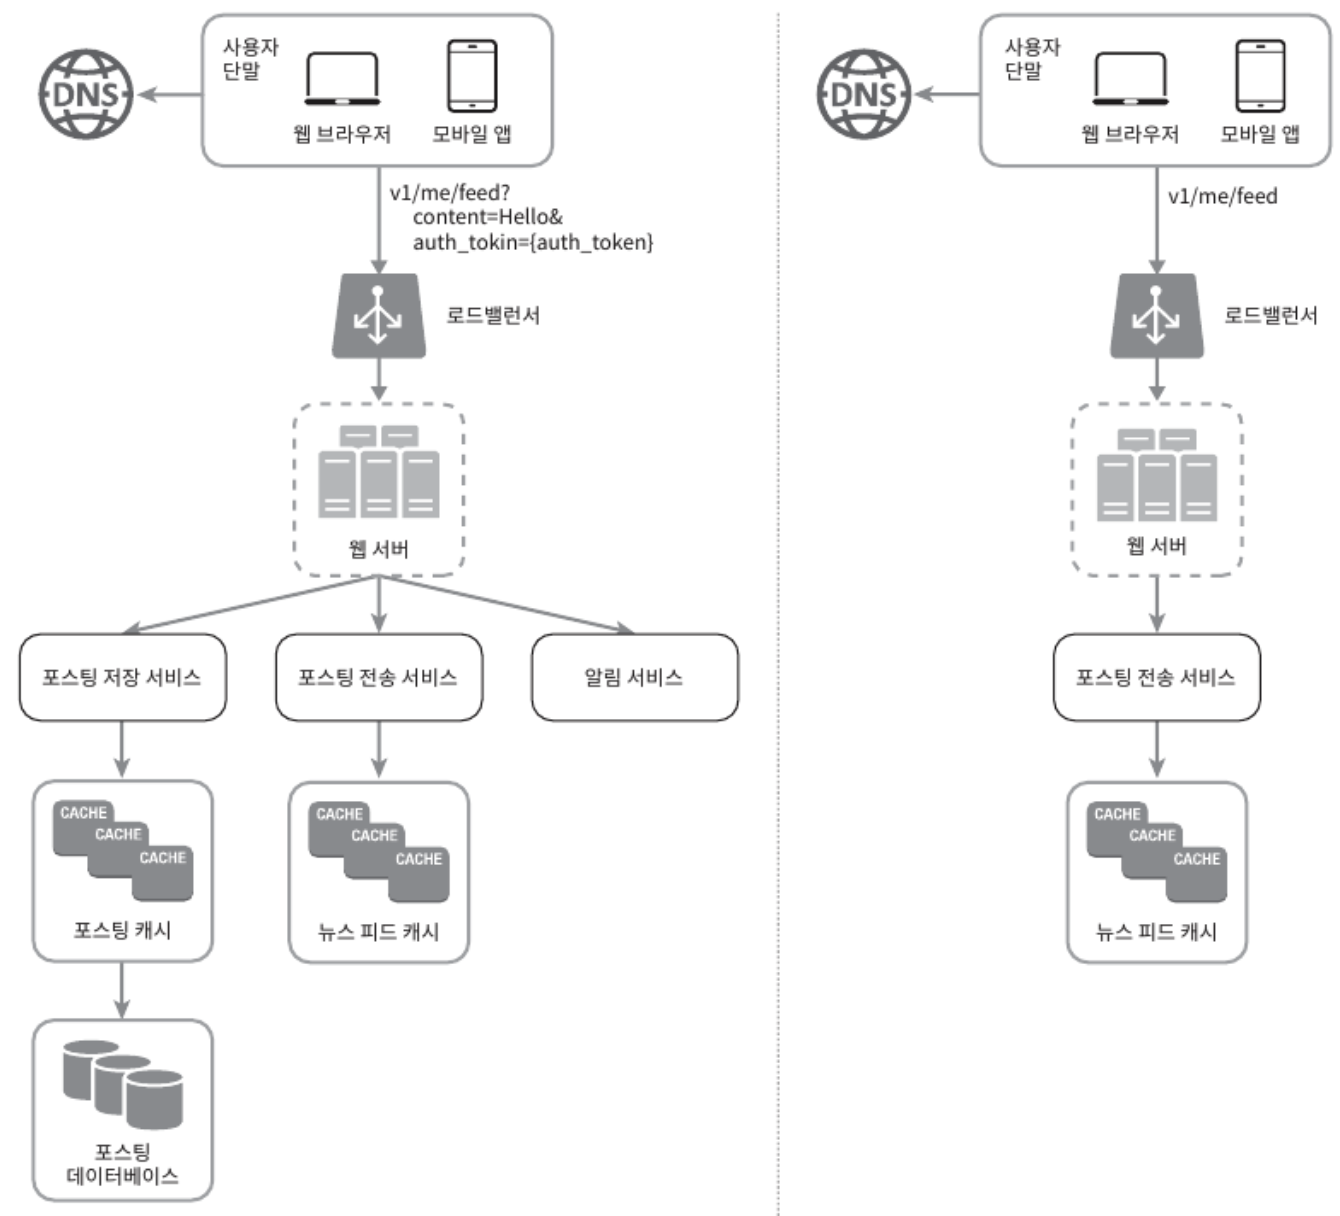 DNS
사용자
단말
웹 브라우저
모바일 앱
v1/me/feed?
content=Hello&
auth_tokin={auth_token}
로드밸런서
웹 서버
포스팅 저장 서비스
포스팅 전송 서비스
알림 서비스
CACHE
CACHE
CACHE
포스팅 캐시
CACHE
CACHE
CACHE
뉴스 피드 캐시
포스팅
데이터베이스
DNS
사용자
단말
웹 브라우저
모바일 앱
v1/me/feed
로드밸런서
웹 서버
포스팅 전송 서비스
CACHE
CACHE
CACHE
뉴스 피드 캐시